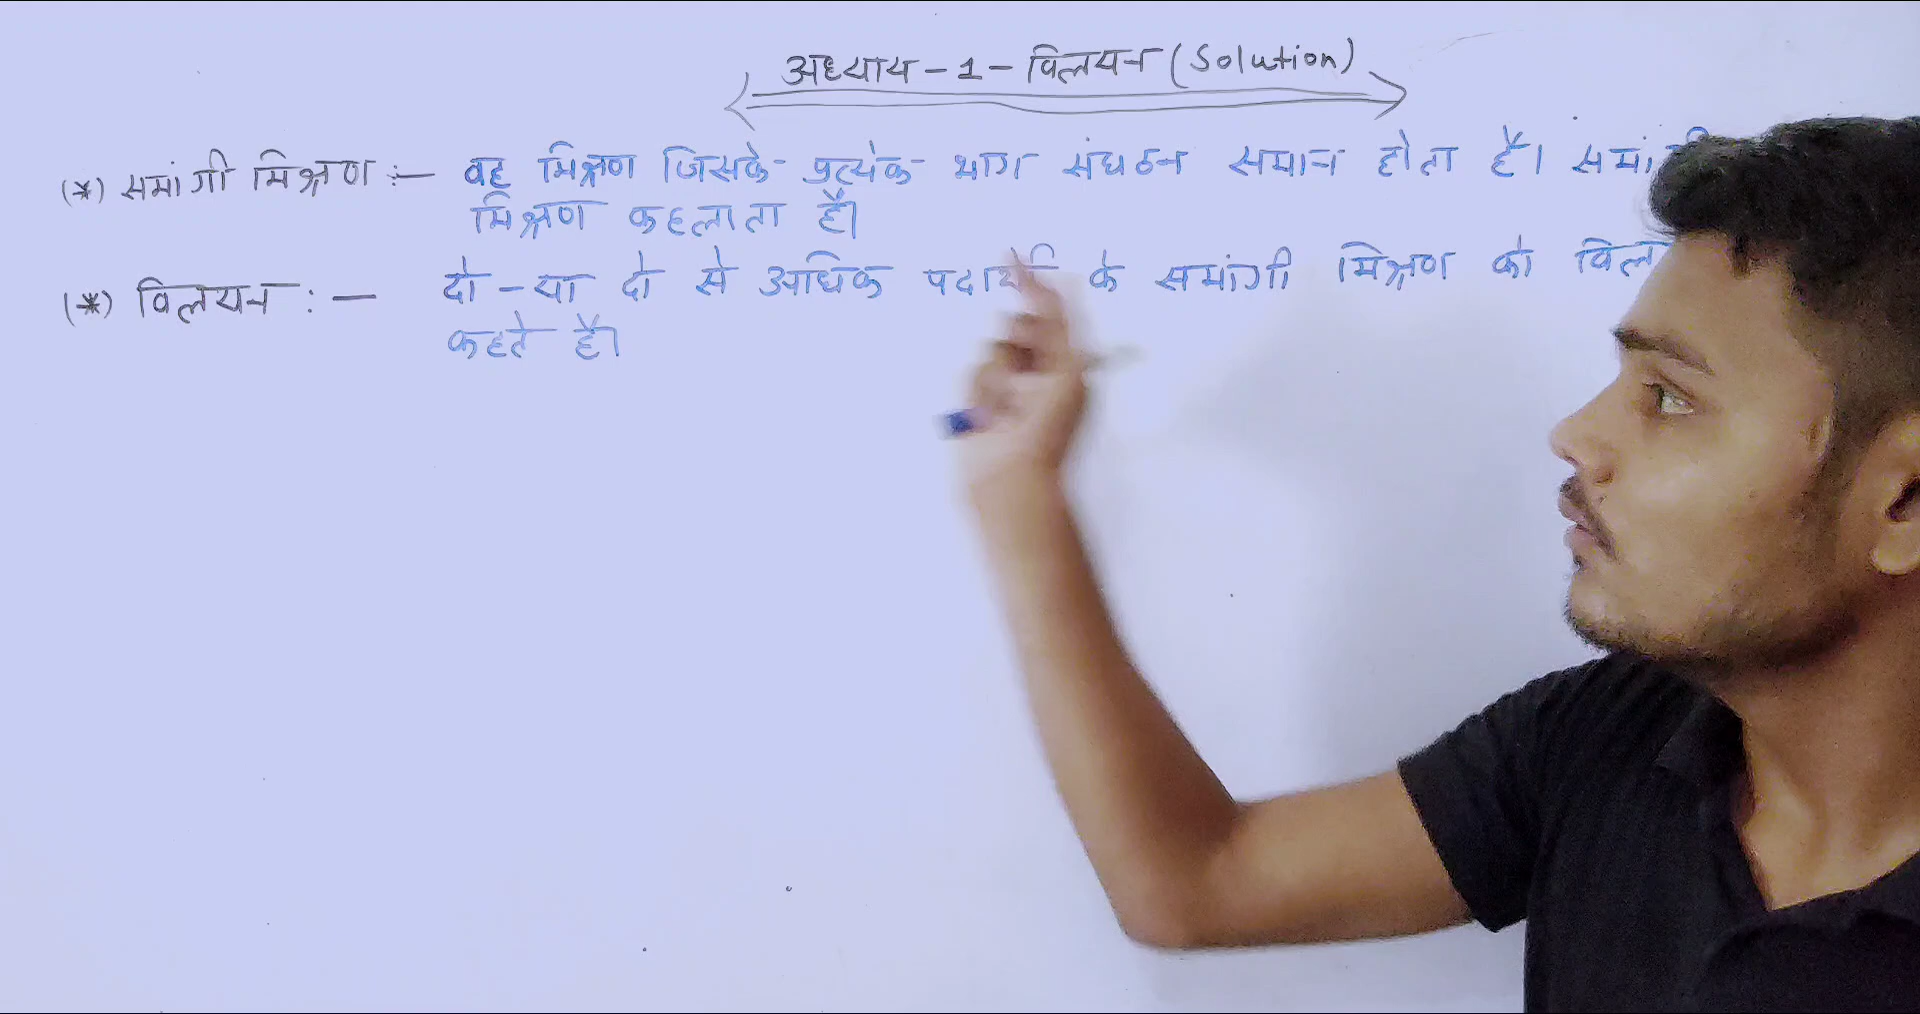 अध्याय - 1 - विलयन (Solution)
(*) समांगी मिश्रण :— वह मिश्रण जिसके प्रत्येक भाग संघठन समान होता है। समांगी
मिश्रण कहलाता है।
(*) विलयन : — दो - या दो से अधिक पदार्थो के समांगी मिश्रण को
कहते है।